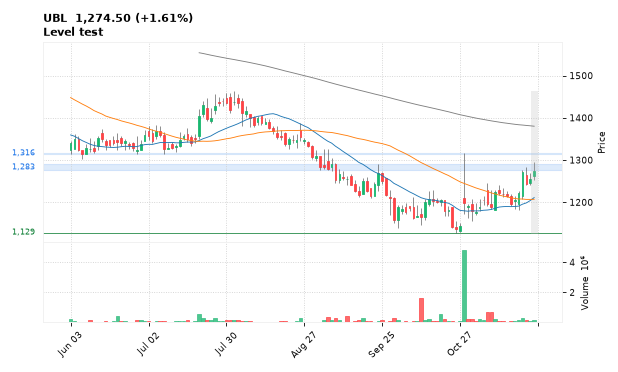 UBL 1,274.50 (+1.61%)
Level test
1500
1400
1300
1200
Price
1,316
1,283
1,129
4
2
Volume 10⁶
Jun 03
Jul 02
Jul 30
Aug 27
Sep 25
Oct 27